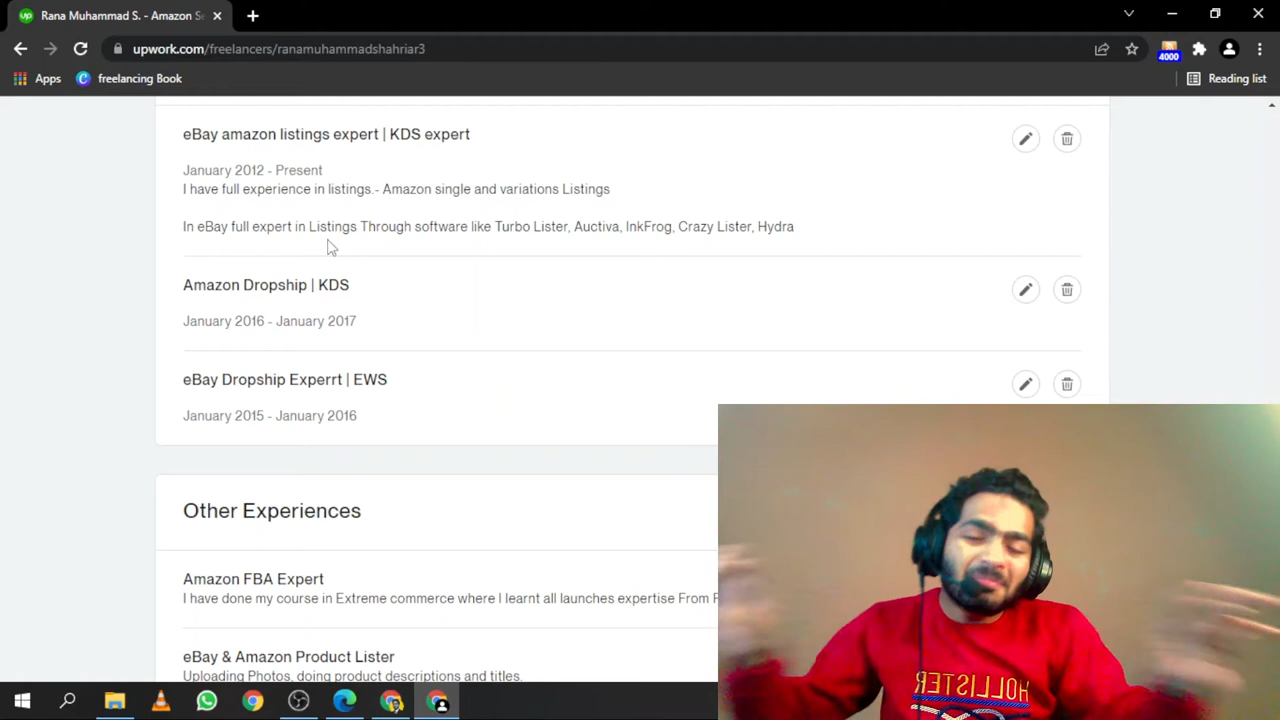 Rana Muhammad S. - Amazon Se
upwork.com/freelancers/ranamuhammadshahriar3
4000
Apps
freelancing Book
Reading list
eBay amazon listings expert | KDS expert
January 2012 - Present
I have full experience in listings.- Amazon single and variations Listings
In eBay full expert in Listings Through software like Turbo Lister, Auctiva, InkFrog, Crazy Lister, Hydra
Amazon Dropship | KDS
January 2016 - January 2017
eBay Dropship Experrt | EWS
January 2015 - January 2016
Other Experiences
Amazon FBA Expert
I have done my course in Extreme commerce where I learnt all launches expertise From F
eBay & Amazon Product Lister
Uploading Photos, doing product descriptions and titles.
HOLLISTER